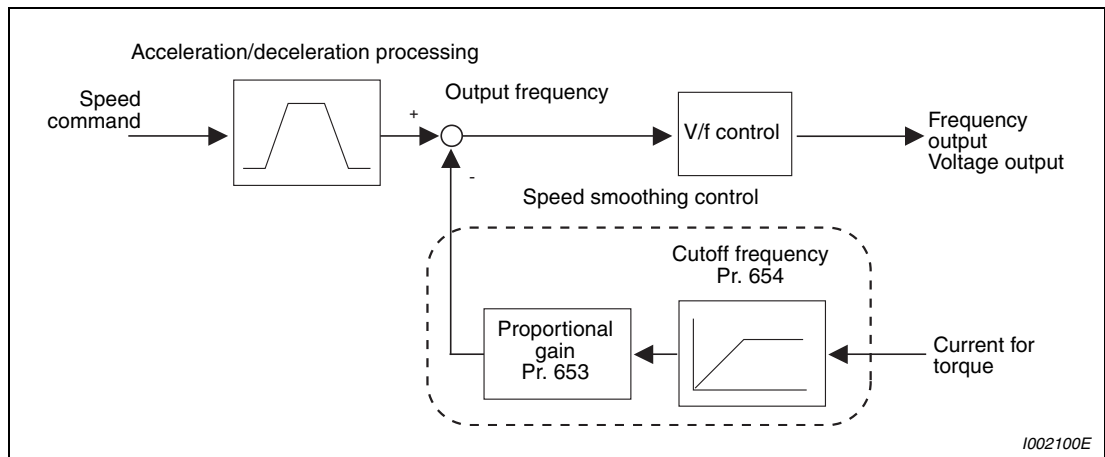 Acceleration/deceleration processing
Speed
command
+
Output frequency
V/f control
Frequency
output
Voltage output
-
Speed smoothing control
Cutoff frequency
Pr. 654
Proportional
gain
Pr. 653
Current for
torque
I002100E